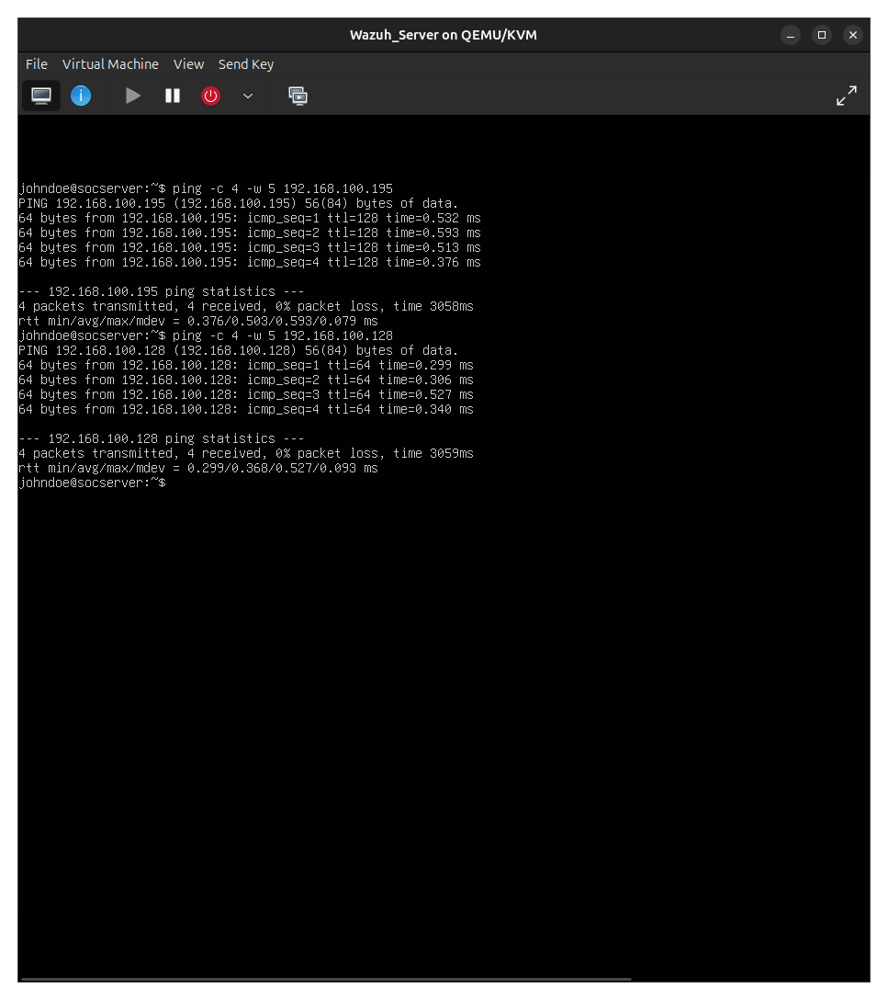 Wazuh_Server on QEMU/KVM
File Virtual Machine View Send Key
johndoe@socserver:~$ ping -c 4 -w 5 192.168.100.195
PING 192.168.100.195 (192.168.100.195) 56(84) bytes of data.
64 bytes from 192.168.100.195: icmp_seq=1 ttl=128 time=0.532 ms
64 bytes from 192.168.100.195: icmp_seq=2 ttl=128 time=0.593 ms
64 bytes from 192.168.100.195: icmp_seq=3 ttl=128 time=0.513 ms
64 bytes from 192.168.100.195: icmp_seq=4 ttl=128 time=0.376 ms
--- 192.168.100.195 ping statistics ---
4 packets transmitted, 4 received, 0% packet loss, time 3058ms
rtt min/avg/max/mdev = 0.376/0.503/0.593/0.079 ms
johndoe@socserver:~$ ping -c 4 -w 5 192.168.100.128
PING 192.168.100.128 (192.168.100.128) 56(84) bytes of data.
64 bytes from 192.168.100.128: icmp_seq=1 ttl=64 time=0.299 ms
64 bytes from 192.168.100.128: icmp_seq=2 ttl=64 time=0.306 ms
64 bytes from 192.168.100.128: icmp_seq=3 ttl=64 time=0.527 ms
64 bytes from 192.168.100.128: icmp_seq=4 ttl=64 time=0.340 ms
--- 192.168.100.128 ping statistics ---
4 packets transmitted, 4 received, 0% packet loss, time 3059ms
rtt min/avg/max/mdev = 0.299/0.368/0.527/0.093 ms
johndoe@socserver:~$